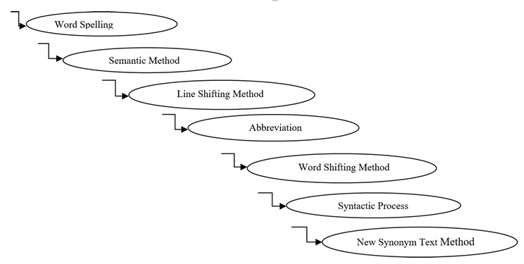 Word Spelling
Semantic Method
Line Shifting Method
Abbreviation
Word Shifting Method
Syntactic Process
New Synonym Text Method